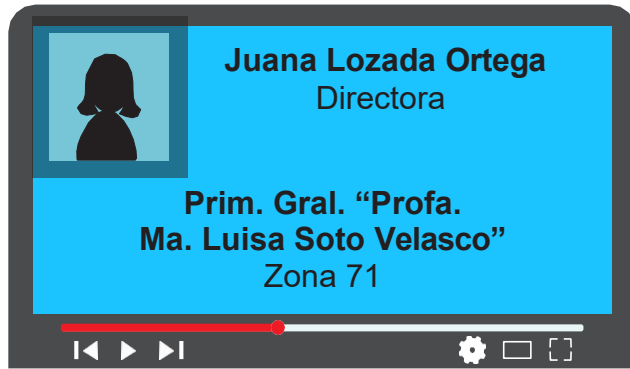 Juana Lozada Ortega
Directora
Prim. Gral. “Profa.
Ma. Luisa Soto Velasco”
Zona 71